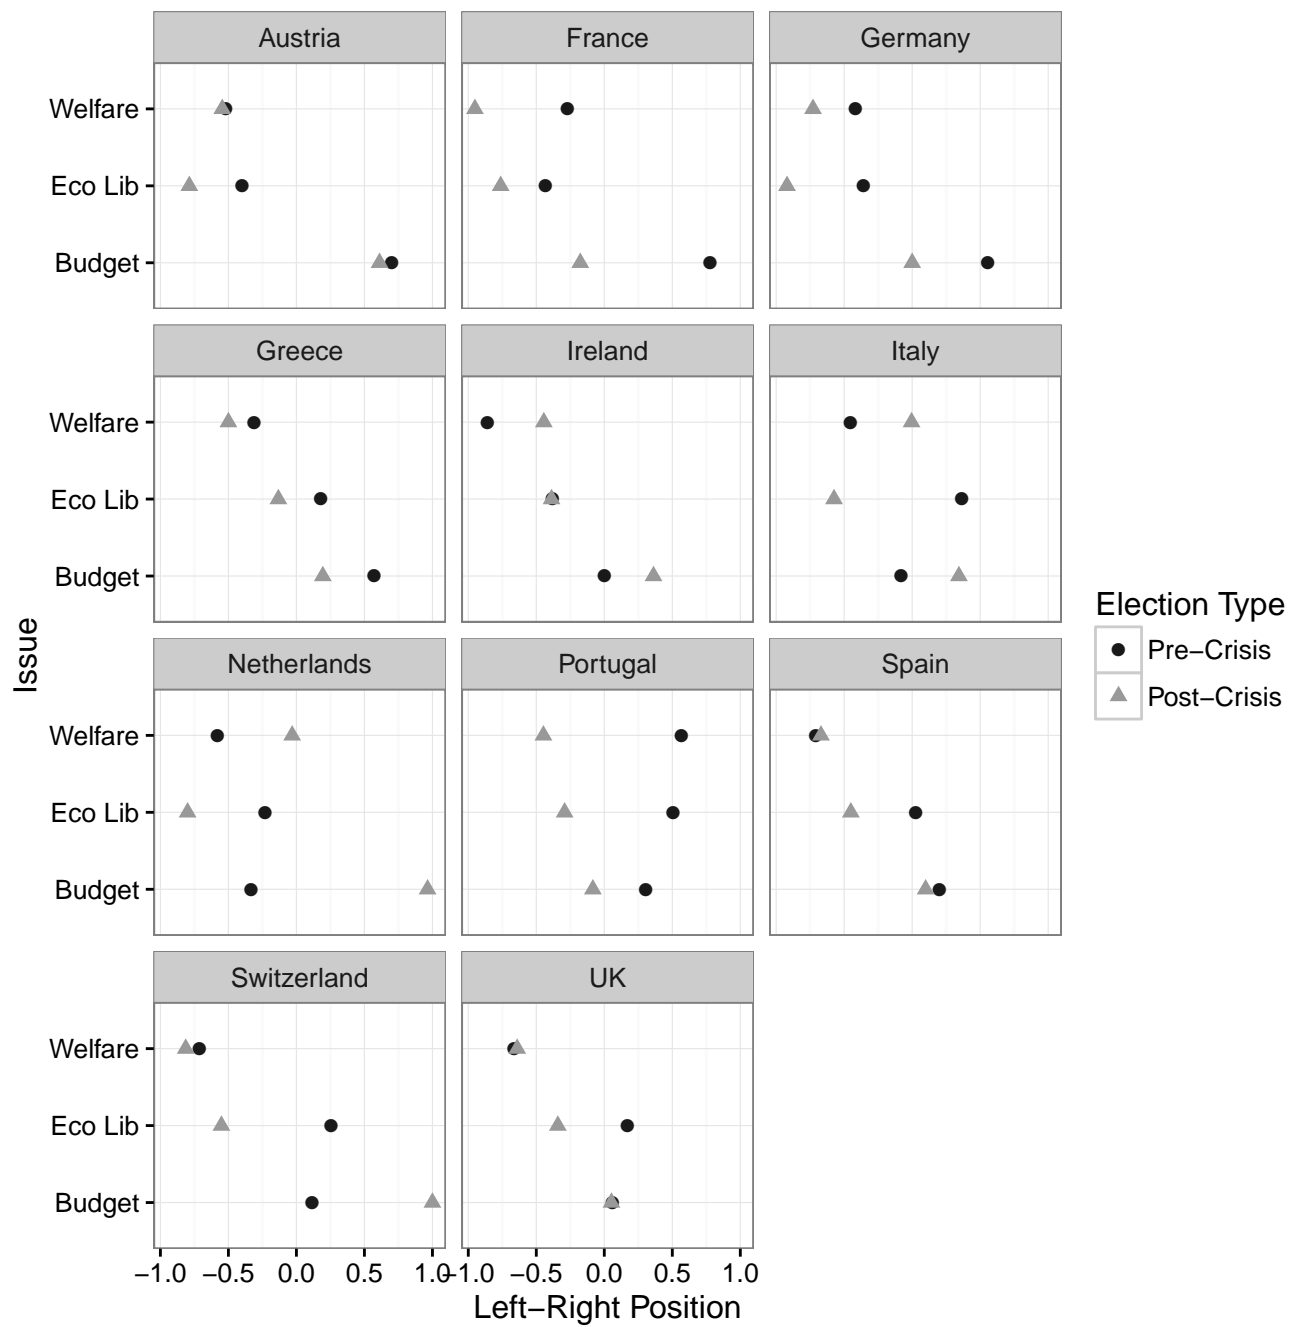 Austria
France
Germany
Welfare
Eco Lib
Budget
Greece
Ireland
Italy
Welfare
Eco Lib
Budget
Netherlands
Portugal
Spain
Welfare
Eco Lib
Budget
Switzerland
UK
Welfare
Eco Lib
Budget
−1.0 −0.5 0.0 0.5 1.0
−1.0 −0.5 0.0 0.5 1.0
Left−Right Position
Issue
Election Type
Pre−Crisis
Post−Crisis